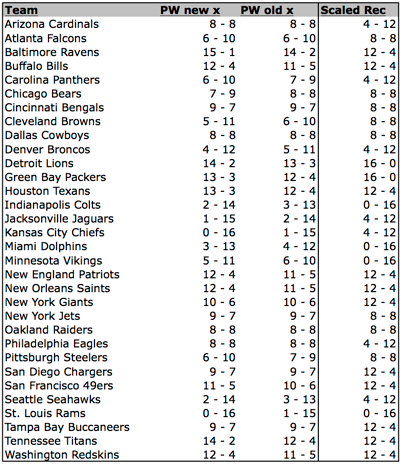 Team PW new x PW old x Scaled Rec
Arizona Cardinals 8 - 8 8 - 8 4 - 12
Atlanta Falcons 6 - 10 6 - 10 8 - 8
Baltimore Ravens 15 - 1 14 - 2 12 - 4
Buffalo Bills 12 - 4 11 - 5 12 - 4
Carolina Panthers 6 - 10 7 - 9 4 - 12
Chicago Bears 7 - 9 8 - 8 8 - 8
Cincinnati Bengals 9 - 7 9 - 7 8 - 8
Cleveland Browns 5 - 11 6 - 10 8 - 8
Dallas Cowboys 8 - 8 8 - 8 8 - 8
Denver Broncos 4 - 12 5 - 11 4 - 12
Detroit Lions 14 - 2 13 - 3 16 - 0
Green Bay Packers 13 - 3 12 - 4 16 - 0
Houston Texans 13 - 3 12 - 4 12 - 4
Indianapolis Colts 2 - 14 3 - 13 0 - 16
Jacksonville Jaguars 1 - 15 2 - 14 4 - 12
Kansas City Chiefs 0 - 16 1 - 15 4 - 12
Miami Dolphins 3 - 13 4 - 12 0 - 16
Minnesota Vikings 5 - 11 6 - 10 0 - 16
New England Patriots 12 - 4 11 - 5 12 - 4
New Orleans Saints 12 - 4 11 - 5 12 - 4
New York Giants 10 - 6 10 - 6 12 - 4
New York Jets 9 - 7 9 - 7 8 - 8
Oakland Raiders 8 - 8 8 - 8 8 - 8
Philadelphia Eagles 8 - 8 8 - 8 4 - 12
Pittsburgh Steelers 6 - 10 7 - 9 8 - 8
San Diego Chargers 9 - 7 9 - 7 12 - 4
San Francisco 49ers 11 - 5 10 - 6 12 - 4
Seattle Seahawks 2 - 14 3 - 13 4 - 12
St. Louis Rams 0 - 16 1 - 15 0 - 16
Tampa Bay Buccaneers 9 - 7 9 - 7 12 - 4
Tennessee Titans 14 - 2 12 - 4 12 - 4
Washington Redskins 12 - 4 11 - 5 12 - 4